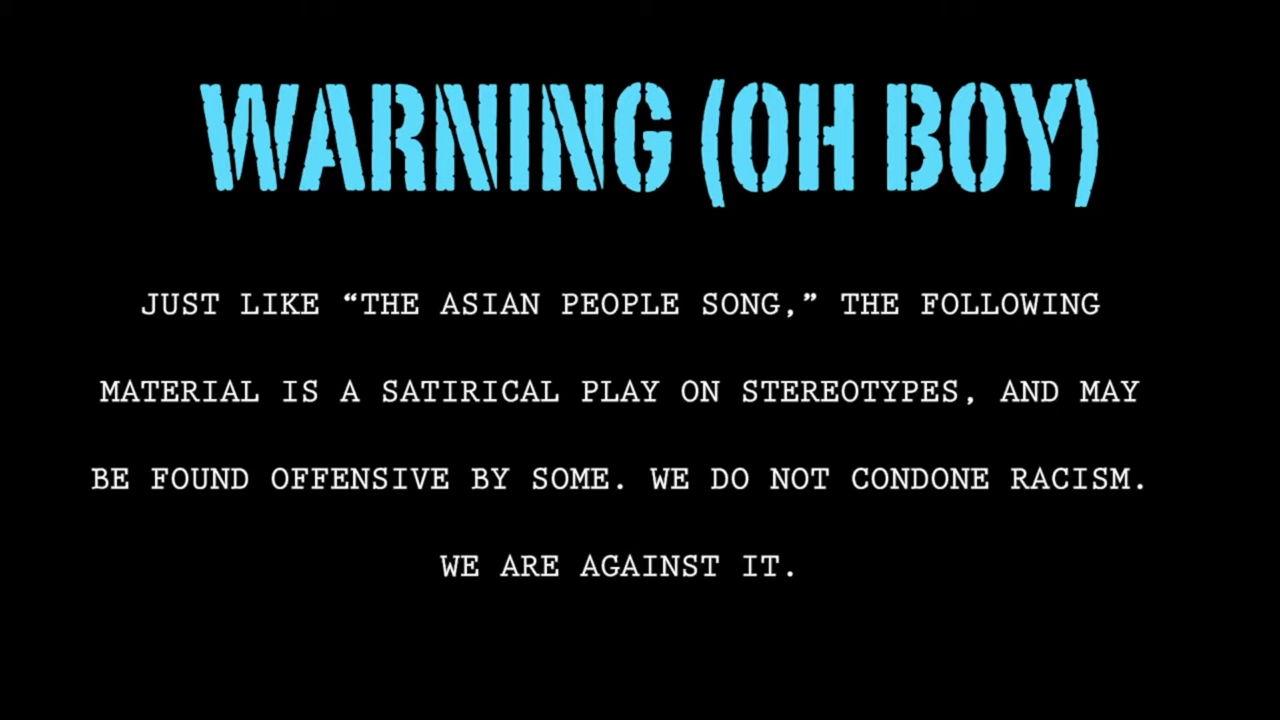 WARNING (OH BOY)
JUST LIKE “THE ASIAN PEOPLE SONG,” THE FOLLOWING
MATERIAL IS A SATIRICAL PLAY ON STEREOTYPES, AND MAY
BE FOUND OFFENSIVE BY SOME. WE DO NOT CONDONE RACISM.
WE ARE AGAINST IT.